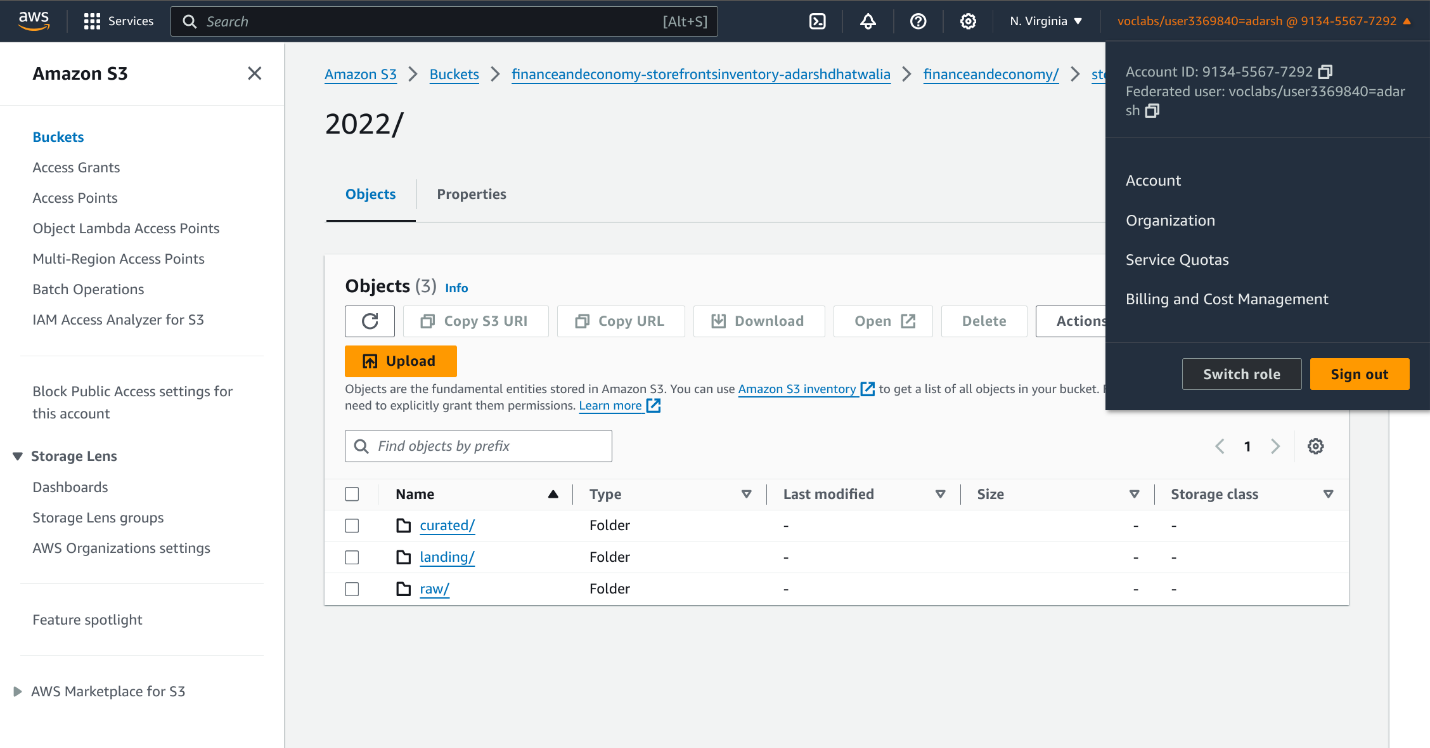 aws
Services
Search
[Alt+S]
N. Virginia
voclabs/user3369840=adarsh @ 9134-5567-7292
Amazon S3
Buckets
Access Grants
Access Points
Object Lambda Access Points
Multi-Region Access Points
Batch Operations
IAM Access Analyzer for S3
Block Public Access settings for
this account
Storage Lens
Dashboards
Storage Lens groups
AWS Organizations settings
Feature spotlight
AWS Marketplace for S3
Amazon S3
Buckets
financeandeconomy-storefrontsinventory-adarshdhatwalia
financeandeconomy/
2022/
Objects
Properties
Objects (3) Info
Copy S3 URI
Copy URL
Download
Open
Delete
Actions
Upload
Objects are the fundamental entities stored in Amazon S3. You can use Amazon S3 inventory to get a list of all objects in your bucket.
need to explicitly grant them permissions. Learn more
Find objects by prefix
1
Name Type Last modified Size Storage class
curated/ Folder - - -
landing/ Folder - - -
raw/ Folder - - -
Account ID: 9134-5567-7292
Federated user: voclabs/user3369840=adar
sh
Account
Organization
Service Quotas
Billing and Cost Management
Switch role
Sign out